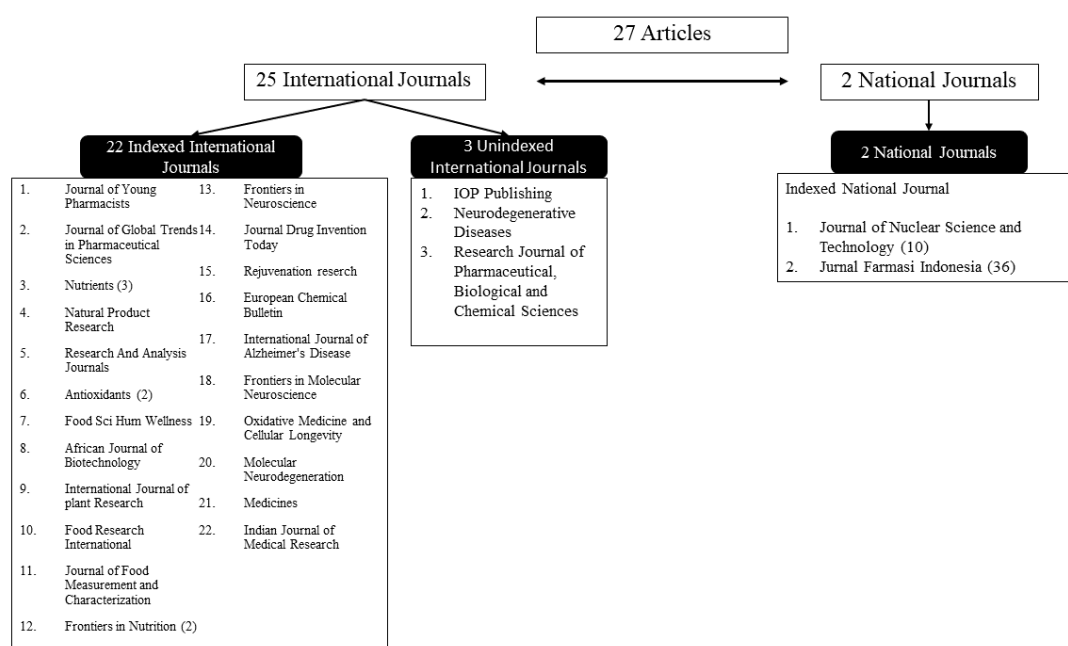 27 Articles
25 International Journals
2 National Journals
22 Indexed International
Journals
1. Journal of Young
Pharmacists
2. Journal of Global Trends
in Pharmaceutical
Sciences
3. Nutrients (3)
4. Natural Product
Research
5. Research And Analysis
Journals
6. Antioxidants (2)
7. Food Sci Hum Wellness
8. African Journal of
Biotechnology
9. International Journal of
plant Research
10. Food Research
International
11. Journal of Food
Measurement and
Characterization
12. Frontiers in Nutrition (2)
13. Frontiers in
Neuroscience
14. Journal Drug Invention
Today
15. Rejuvenation reserch
16. European Chemical
Bulletin
17. International Journal of
Alzheimer's Disease
18. Frontiers in Molecular
Neuroscience
19. Oxidative Medicine and
Cellular Longevity
20. Molecular
Neurodegeneration
21. Medicines
22. Indian Journal of
Medical Research
3 Unindexed
International Journals
1. IOP Publishing
2. Neurodegenerative
Diseases
3. Research Journal of
Pharmaceutical,
Biological and
Chemical Sciences
2 National Journals
Indexed National Journal
1. Journal of Nuclear Science and
Technology (10)
2. Jurnal Farmasi Indonesia (36)